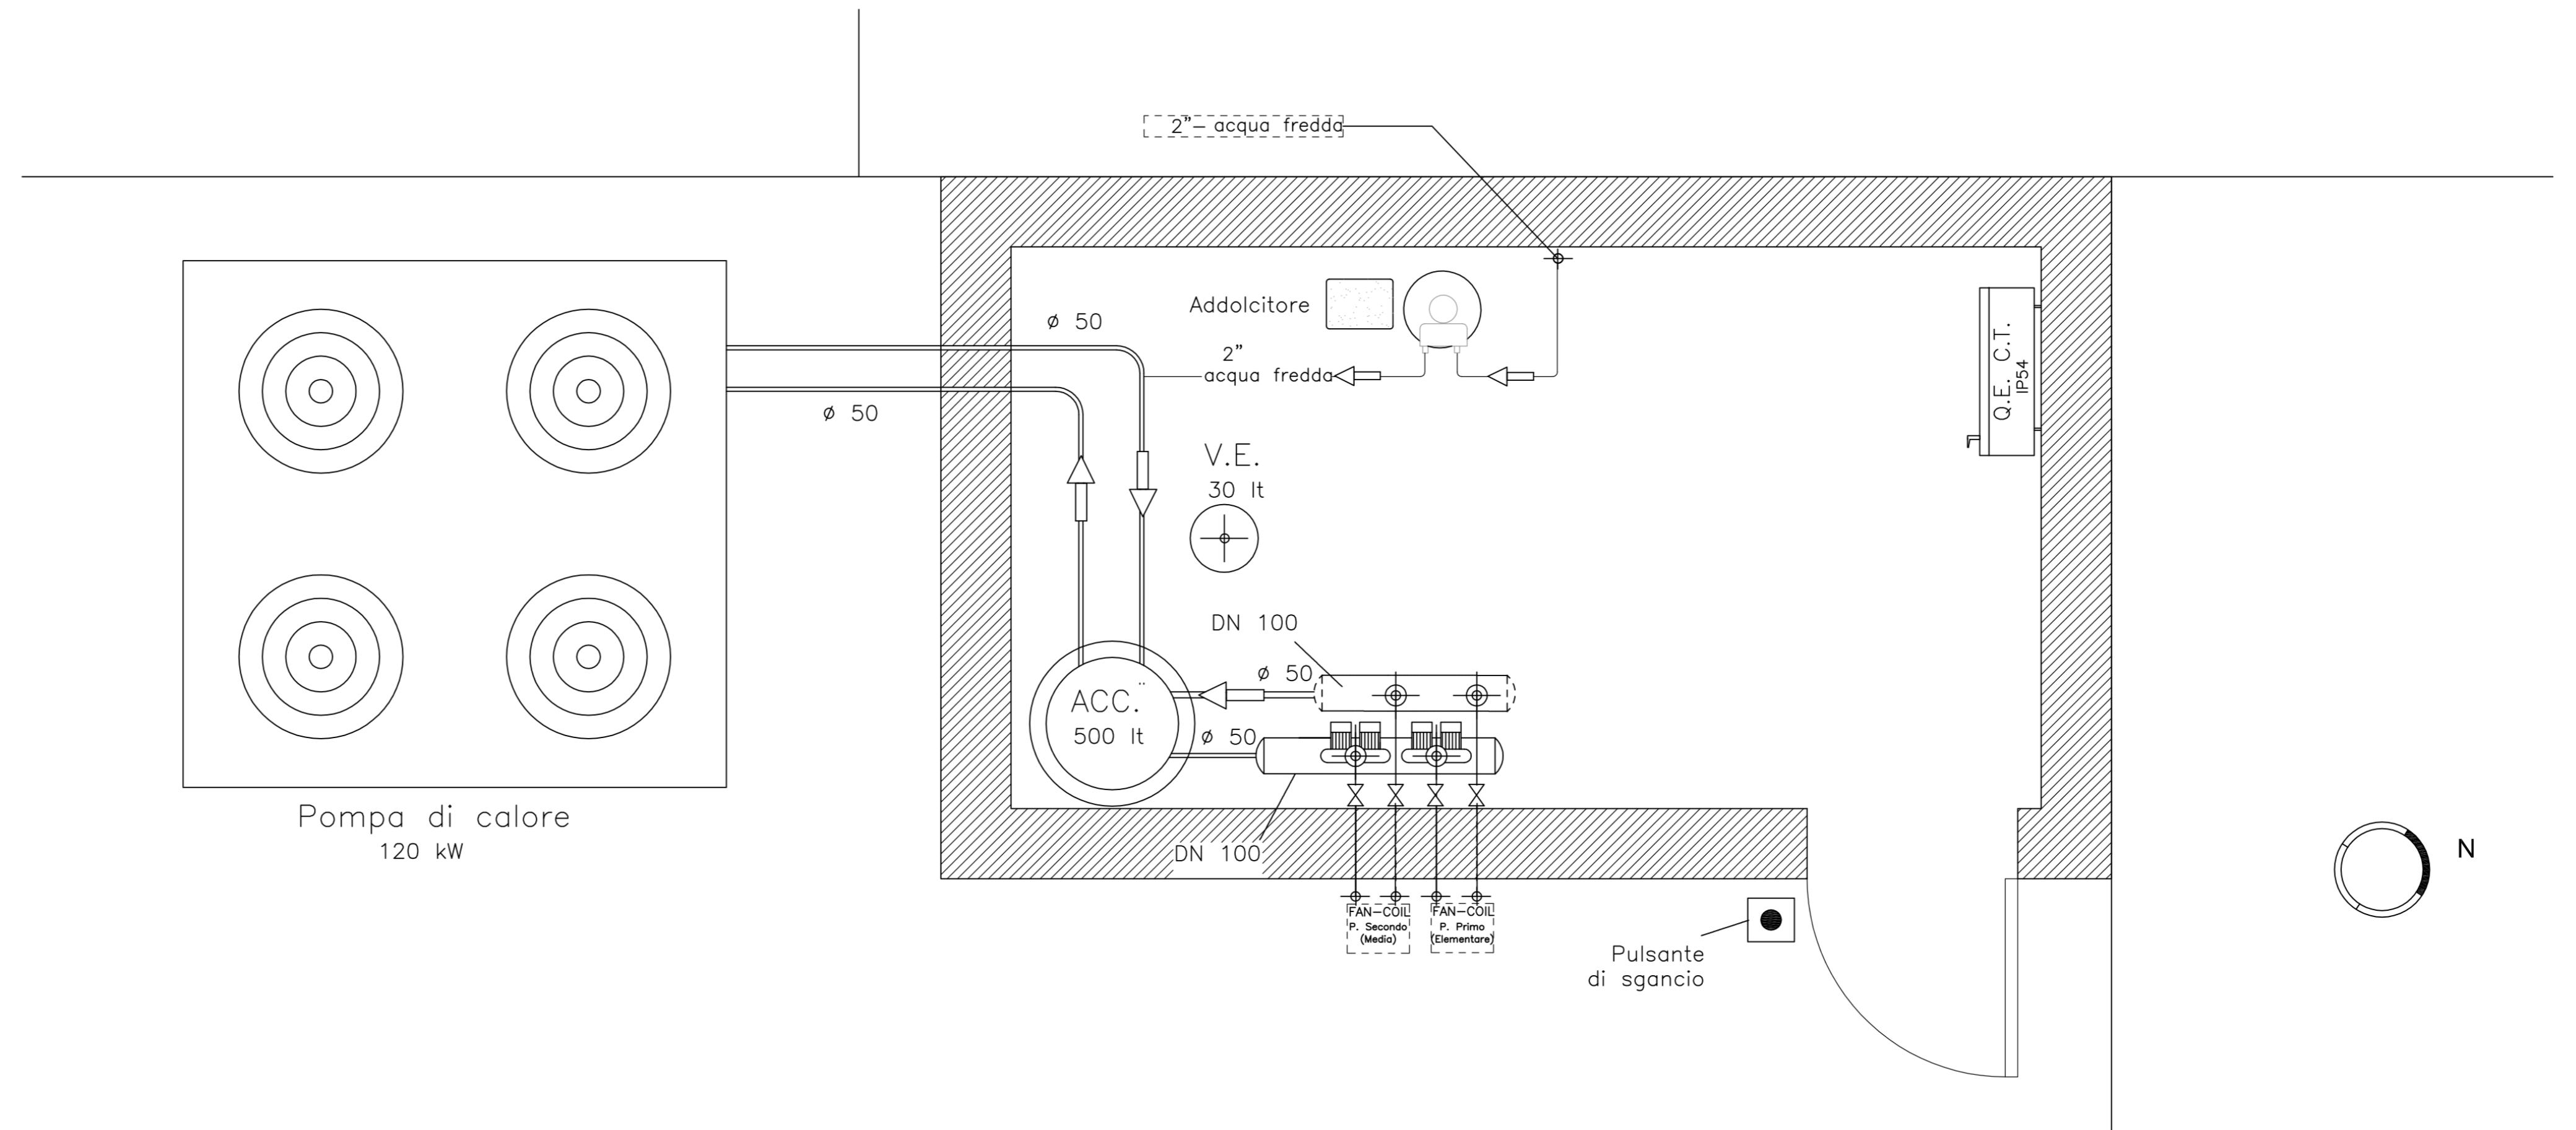 2”– acqua fredda
Addolcitore
ø 50
2”
acqua fredda
ø 50
Q.E. C.T.
IP54
V.E.
30 lt
DN 100
ø 50
ACC.
500 lt
ø 50
DN 100
Pompa di calore
120 kW
N
FAN–COIL
P. Secondo
(Media)
FAN–COIL
P. Primo
(Elementare)
Pulsante
di sgancio